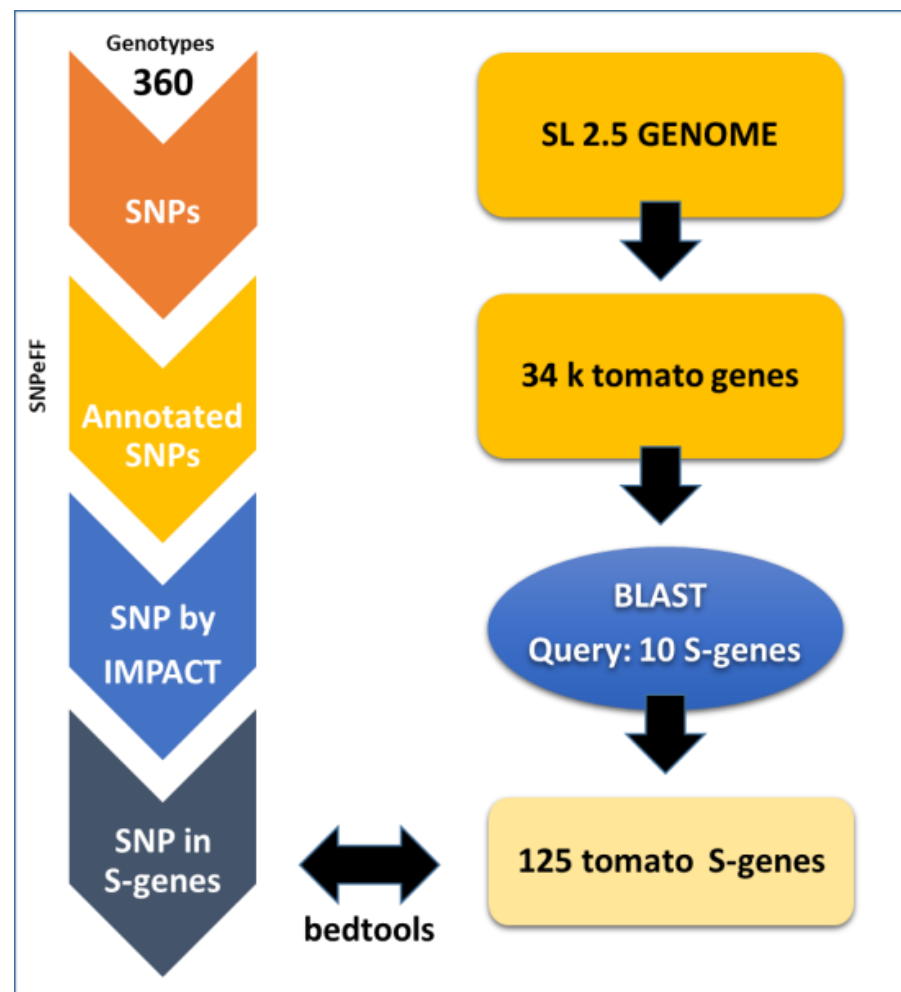 Genotypes
360
SNPs
SNPeFF
Annotated
SNPs
SNP by
IMPACT
SNP in
S-genes
bedtools
SL 2.5 GENOME
34 k tomato genes
BLAST
Query: 10 S-genes
125 tomato S-genes